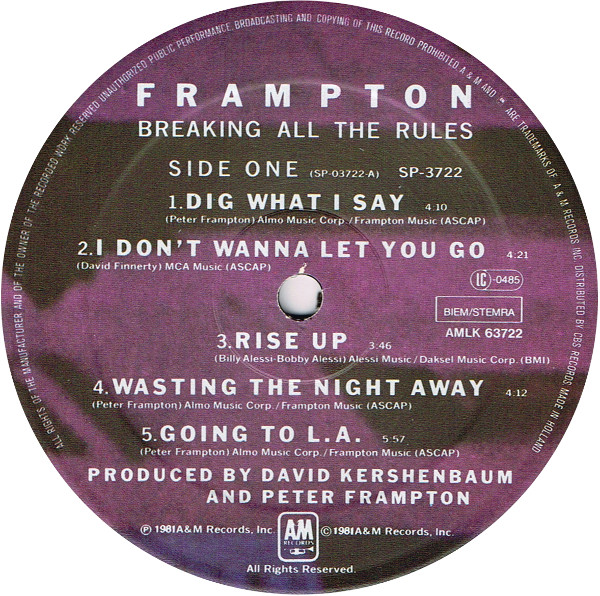 ALL RIGHTS OF THE MANUFACTURER AND OF THE OWNER OF THE RECORDED WORK RESERVED UNAUTHORIZED PUBLIC PERFORMANCE, BROADCASTING AND COPYING OF THIS RECORD PROHIBITED A & M AND ARE TRADEMARKS OF A & M RECORDS INC. DISTRIBUTED BY CBS RECORDS MADE IN HOLLAND
FRAMPTON
BREAKING ALL THE RULES
SIDE ONE (SP-03722-A) SP-3722
1.DIG WHAT I SAY 4:10
(Peter Frampton) Almo Music Corp./Frampton Music (ASCAP)
2.I DON'T WANNA LET YOU GO 4:21
(David Finnerty) MCA Music (ASCAP)
LC-0485
BIEM/STEMRA
AMLK 63722
3.RISE UP 3:46
(Billy Alessi-Bobby Alessi) Alessi Music/Daksel Music Corp. (BMI)
4.WASTING THE NIGHT AWAY 4:12
(Peter Frampton) Almo Music Corp./Frampton Music (ASCAP)
5.GOING TO L.A. 5:57
(Peter Frampton) Almo Music Corp./Frampton Music (ASCAP)
PRODUCED BY DAVID KERSHENBAUM
AND PETER FRAMPTON
℗ 1981 A&M Records, Inc. © 1981 A&M Records, Inc.
AM
RECORDS
All Rights Reserved.